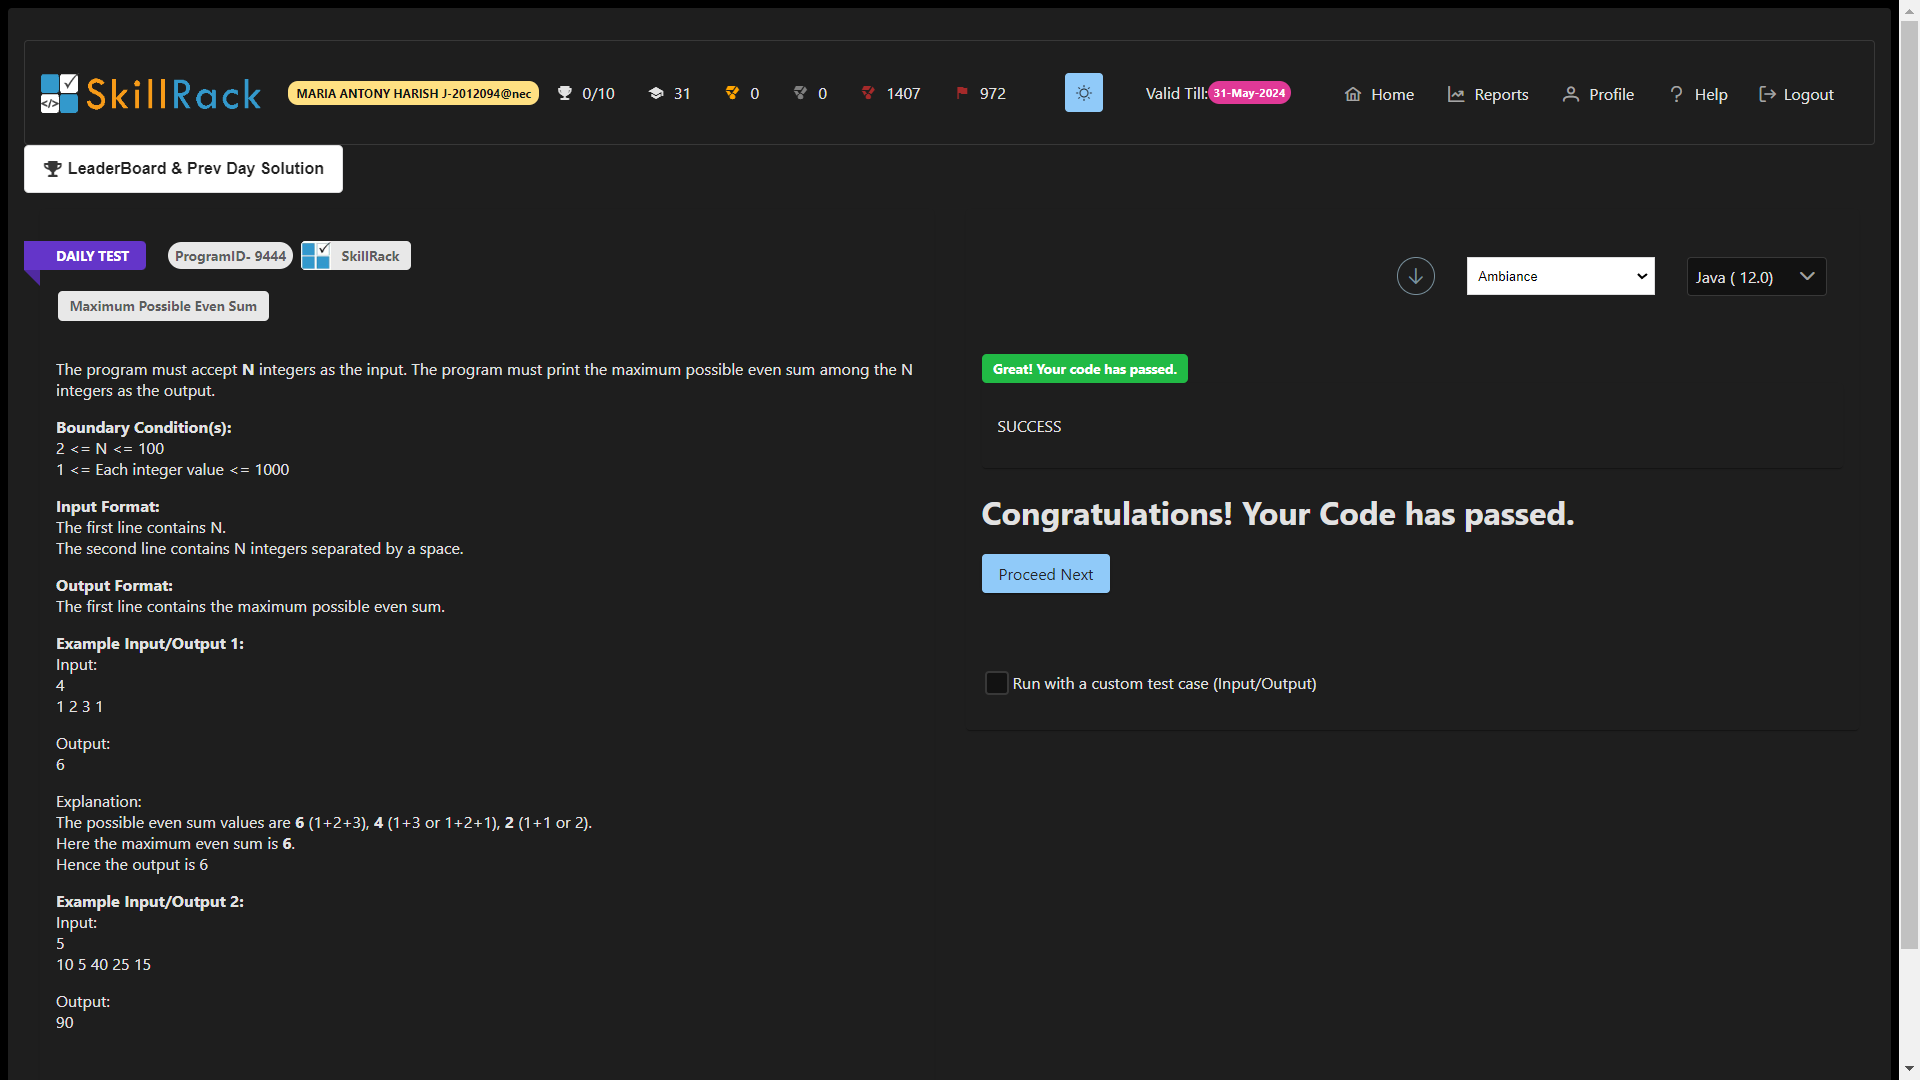 SkillRack
MARIA ANTONY HARISH J-2012094@nec
0/10
31
0
0
1407
972
Valid Till:31-May-2024
Home
Reports
Profile
Help
Logout
LeaderBoard & Prev Day Solution
DAILY TEST
ProgramID- 9444
SkillRack
Ambiance
Java ( 12.0)
Maximum Possible Even Sum
The program must accept N integers as the input. The program must print the maximum possible even sum among the N
integers as the output.
Boundary Condition(s):
2 <= N <= 100
1 <= Each integer value <= 1000
Input Format:
The first line contains N.
The second line contains N integers separated by a space.
Output Format:
The first line contains the maximum possible even sum.
Example Input/Output 1:
Input:
4
1 2 3 1
Output:
6
Explanation:
The possible even sum values are 6 (1+2+3), 4 (1+3 or 1+2+1), 2 (1+1 or 2).
Here the maximum even sum is 6.
Hence the output is 6
Example Input/Output 2:
Input:
5
10 5 40 25 15
Output:
90
Great! Your code has passed.
SUCCESS
Congratulations! Your Code has passed.
Proceed Next
Run with a custom test case (Input/Output)